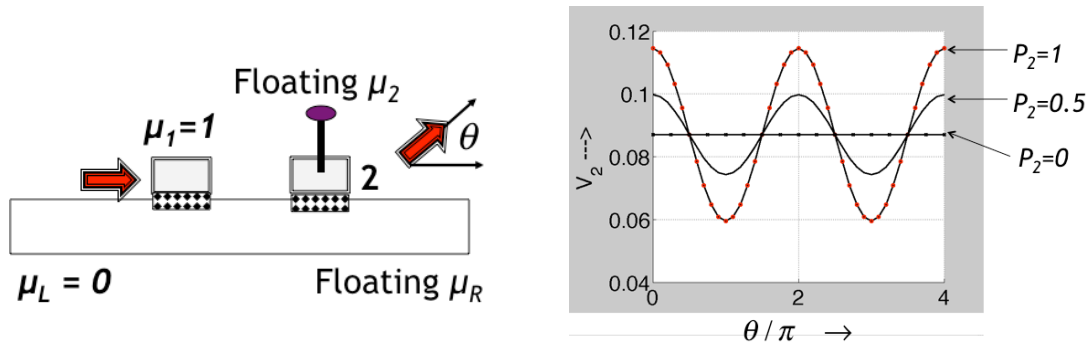 Floating μ₂
μ₁=1
θ
2
μL = 0
Floating μR
0.12
0.1
0.08
0.06
0.04
V₂ --->
0
2
4
θ / π →
P₂=1
P₂=0.5
P₂=0